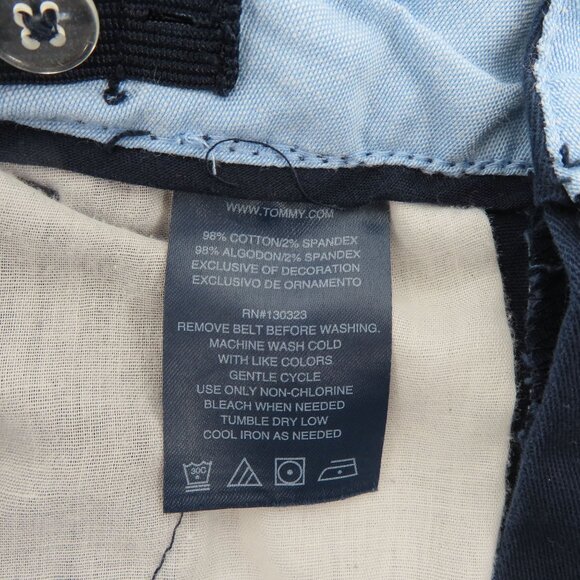 WWW.TOMMY.COM
98% COTTON/2% SPANDEX
98% ALGODON/2% SPANDEX
EXCLUSIVE OF DECORATION
EXCLUSIVO DE ORNAMENTO
RN#130323
REMOVE BELT BEFORE WASHING.
MACHINE WASH COLD
WITH LIKE COLORS
GENTLE CYCLE
USE ONLY NON-CHLORINE
BLEACH WHEN NEEDED
TUMBLE DRY LOW
COOL IRON AS NEEDED
30C